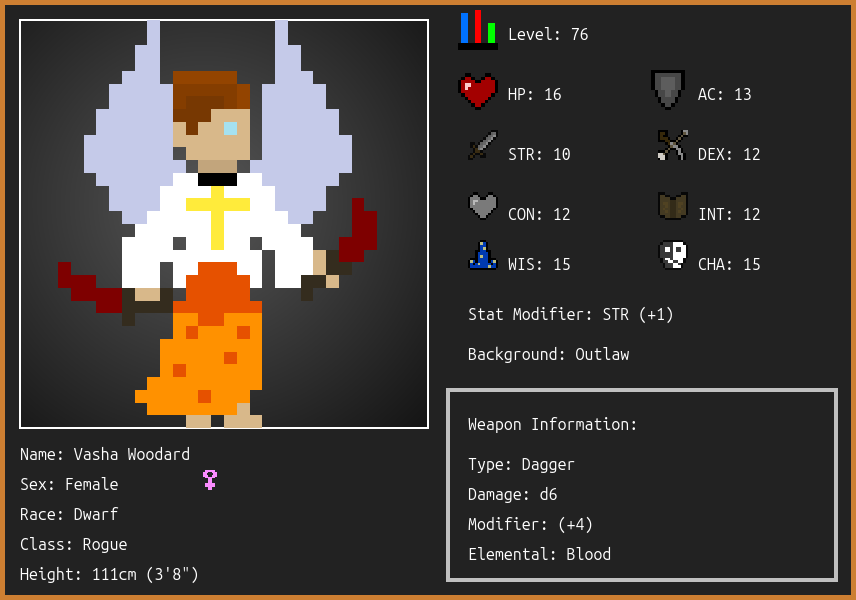 Level: 76
HP: 16
AC: 13
STR: 10
DEX: 12
CON: 12
INT: 12
WIS: 15
CHA: 15
Stat Modifier: STR (+1)
Background: Outlaw
Weapon Information:
Type: Dagger
Damage: d6
Modifier: (+4)
Elemental: Blood
Name: Vasha Woodard
Sex: Female
Race: Dwarf
Class: Rogue
Height: 111cm (3'8")